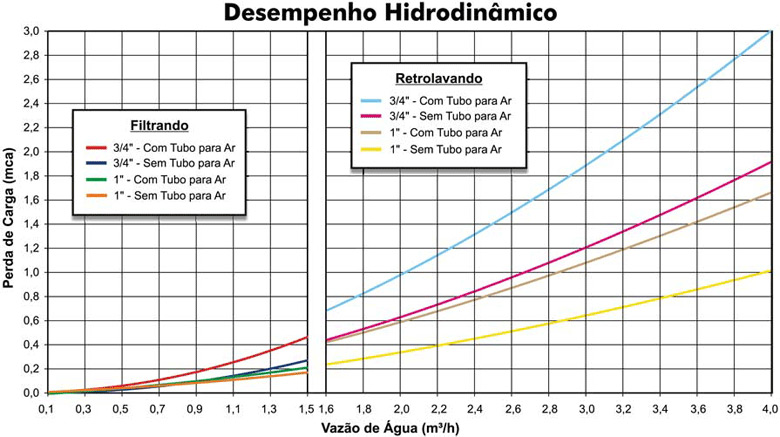 Desempenho Hidrodinâmico
Perda de Carga (mca)
3,0
2,8
2,6
2,4
2,2
2,0
1,8
1,6
1,4
1,2
1,0
0,8
0,6
0,4
0,2
0,0
Filtrando
3/4" - Com Tubo para Ar
3/4" - Sem Tubo para Ar
1" - Com Tubo para Ar
1" - Sem Tubo para Ar
Retrolavando
3/4" - Com Tubo para Ar
3/4" - Sem Tubo para Ar
1" - Com Tubo para Ar
1" - Sem Tubo para Ar
0,1 0,3 0,5 0,7 0,9 1,1 1,3 1,5 1,6 1,8 2,0 2,2 2,4 2,6 2,8 3,0 3,2 3,4 3,6 3,8 4,0
Vazão de Água (m³/h)